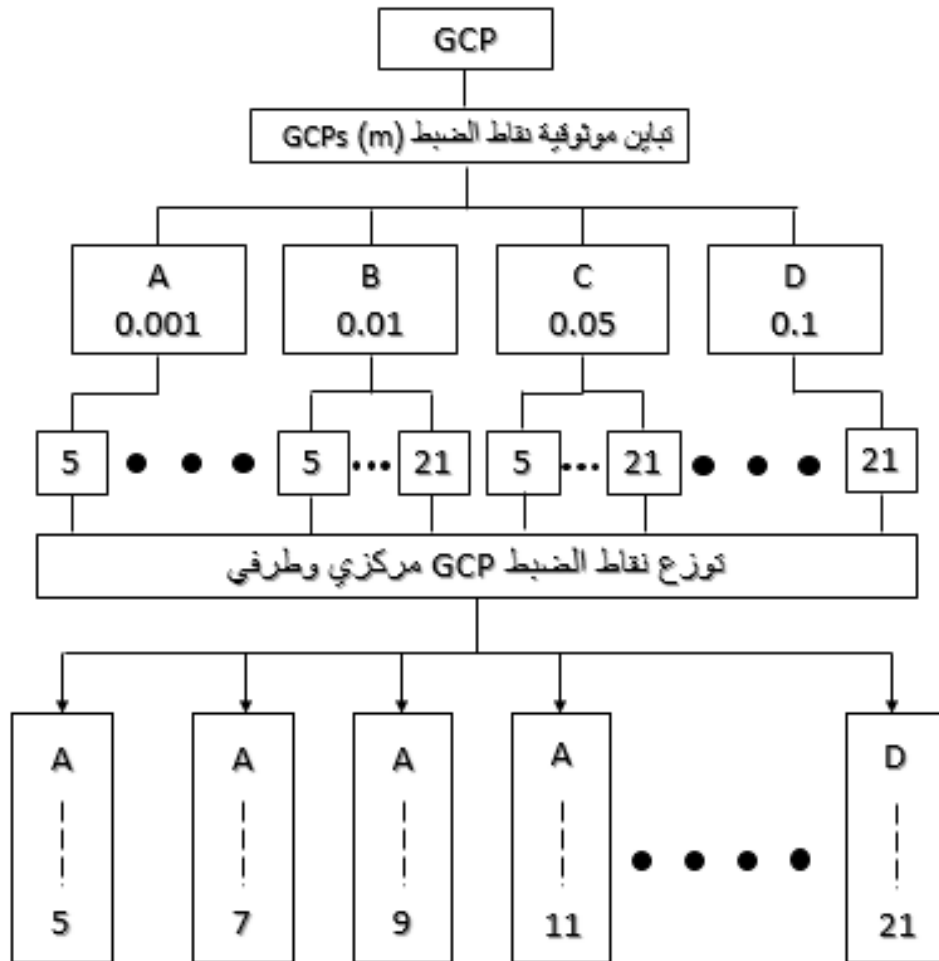 GCP
تباين موثوقية نقاط الضبط GCPs (m)
A
0.001
B
0.01
C
0.05
D
0.1
5
5
...
21
5
...
21
21
توزع نقاط الضبط GCP مركزي وطرفي
A
5
A
7
A
9
A
11
D
21